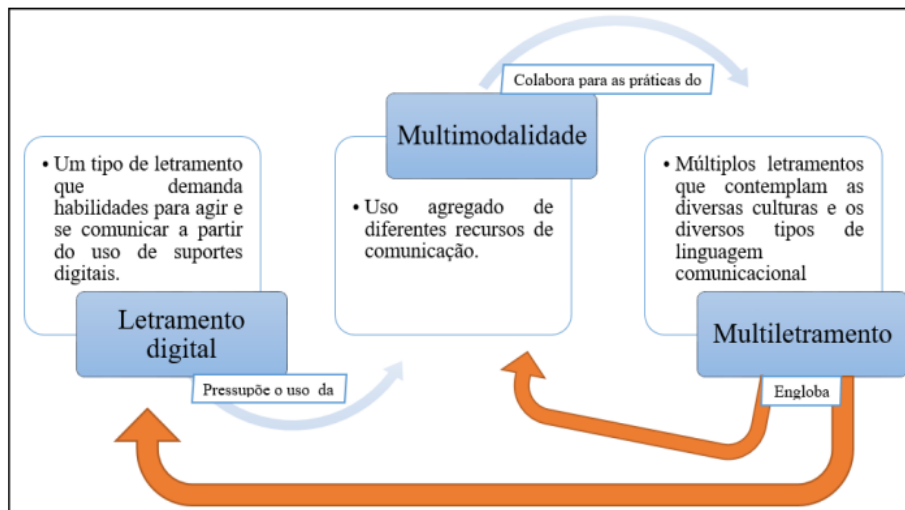 Colabora para as práticas do
Multimodalidade
• Um tipo de letramento
que demanda
habilidades para agir e
se comunicar a partir
do uso de suportes
digitais.
Letramento
digital
Pressupõe o uso da
• Uso agregado de
diferentes recursos de
comunicação.
• Múltiplos letramentos
que contemplam as
diversas culturas e os
diversos tipos de
linguagem
comunicacional
Multiletramento
Engloba